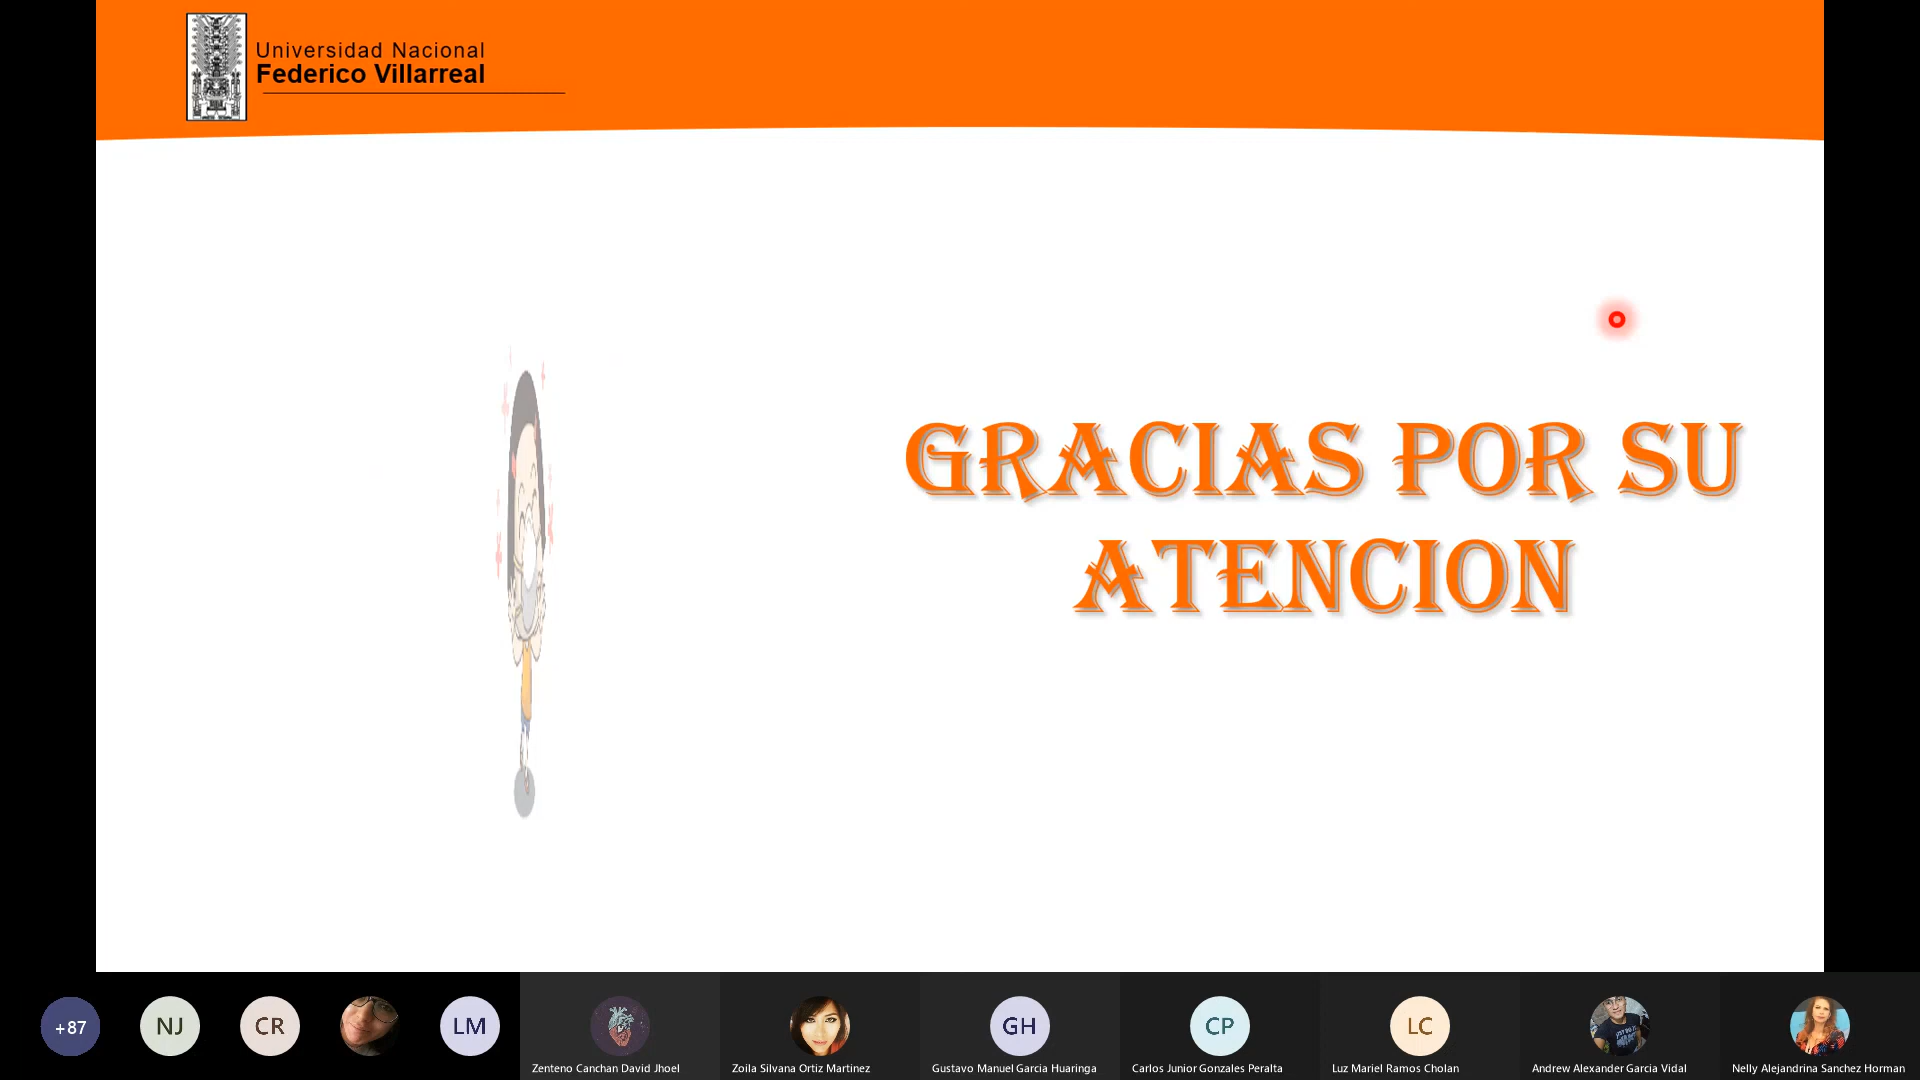 Universidad Nacional
Federico Villarreal
GRACIAS POR SU
ATENCION
+87
NJ
CR
LM
Zenteno Canchan David Jhoel
Zoila Silvana Ortiz Martinez
GH
Gustavo Manuel Garcia Huaringa
CP
Carlos Junior Gonzales Peralta
LC
Luz Mariel Ramos Cholan
Andrew Alexander Garcia Vidal
Nelly Alejandrina Sanchez Horman